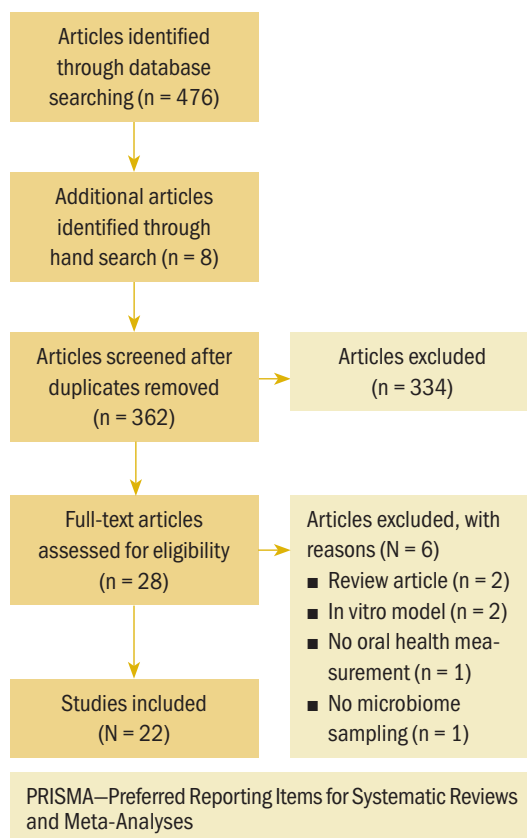 Articles identified
through database
searching (n = 476)
Additional articles
identified through
hand search (n = 8)
Articles screened after
duplicates removed
(n = 362)
Articles excluded
(n = 334)
Full-text articles
assessed for eligibility
(n = 28)
Articles excluded, with
reasons (N = 6)
■ Review article (n = 2)
■ In vitro model (n = 2)
■ No oral health mea-
surement (n = 1)
■ No microbiome
sampling (n = 1)
Studies included
(N = 22)
PRISMA—Preferred Reporting Items for Systematic Reviews
and Meta-Analyses